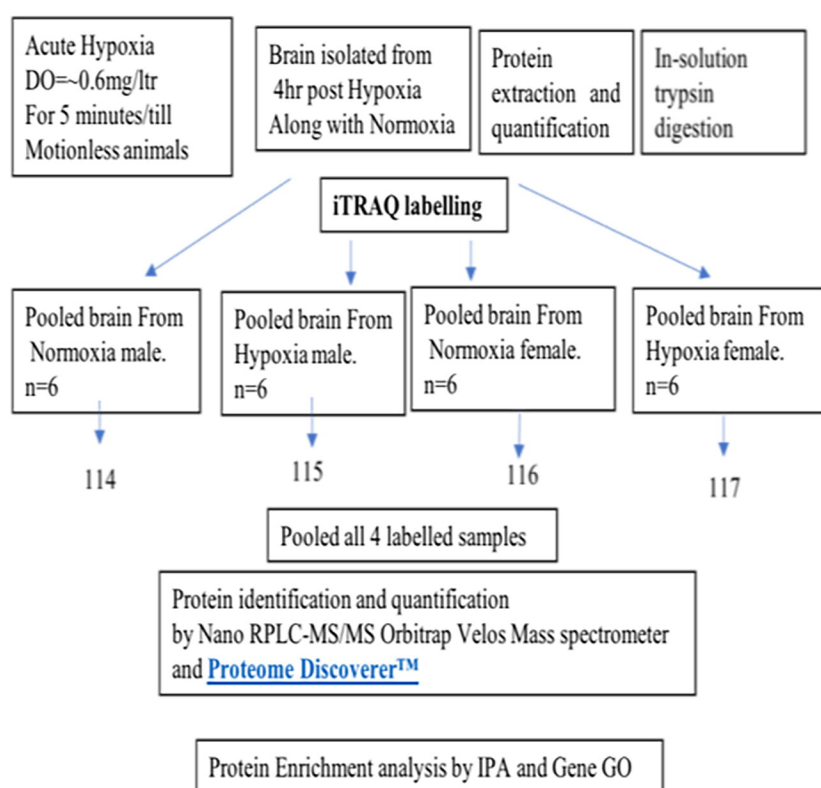 Acute Hypoxia
DO=~0.6mg/ltr
For 5 minutes/till
Motionless animals
Brain isolated from
4hr post Hypoxia
Along with Normoxia
Protein
extraction and
quantification
In-solution
trypsin
digestion
iTRAQ labelling
Pooled brain From
Normoxia male.
n=6
Pooled brain From
Hypoxia male.
n=6
Pooled brain From
Normoxia female.
n=6
Pooled brain From
Hypoxia female.
n=6
114
115
116
117
Pooled all 4 labelled samples
Protein identification and quantification
by Nano RPLC-MS/MS Orbitrap Velos Mass spectrometer
and Proteome Discoverer™
Protein Enrichment analysis by IPA and Gene GO